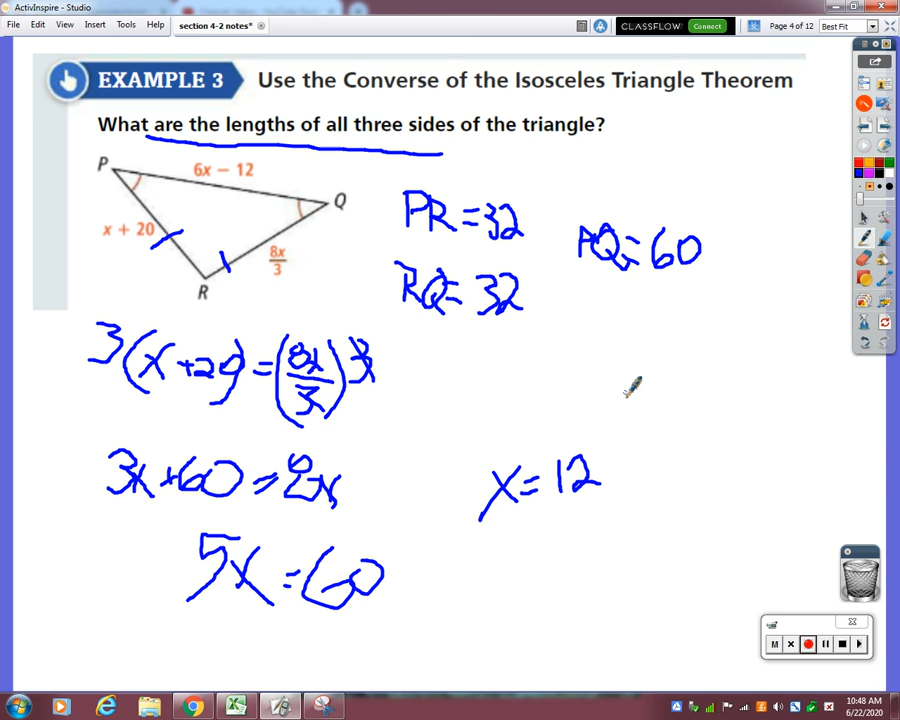 ActivInspire - Studio
File Edit View Insert Tools Help
section 4-2 notes*
CLASSFLOW Connect
Page 4 of 12
Best Fit
EXAMPLE 3 Use the Converse of the Isosceles Triangle Theorem
What are the lengths of all three sides of the triangle?
P
6x − 12
Q
x + 20
8x/3
R
PR = 32
RQ = 32
PQ = 60
3(x + 20) = (8x/3)3
3x + 60 = 8x
5x = 60
x = 12
M
10:48 AM
6/22/2020